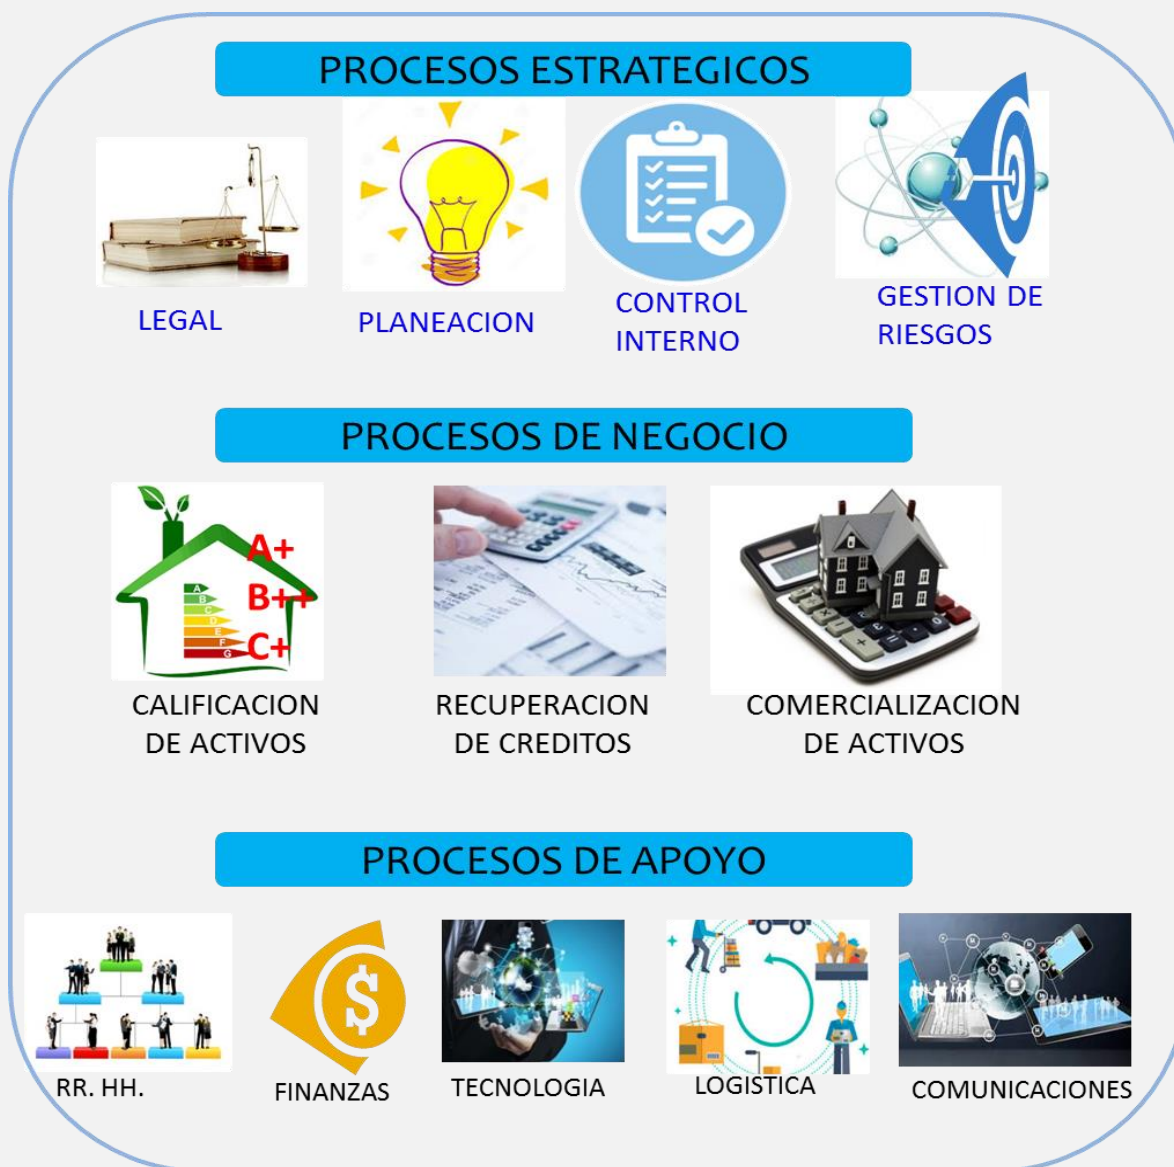 PROCESOS ESTRATEGICOS
LEGAL
PLANEACION
CONTROL
INTERNO
GESTION DE
RIESGOS
PROCESOS DE NEGOCIO
A+
B++
C+
A
B
C
D
E
F
G
CALIFICACION
DE ACTIVOS
RECUPERACION
DE CREDITOS
COMERCIALIZACION
DE ACTIVOS
PROCESOS DE APOYO
$
RR. HH.
FINANZAS
TECNOLOGIA
LOGISTICA
COMUNICACIONES